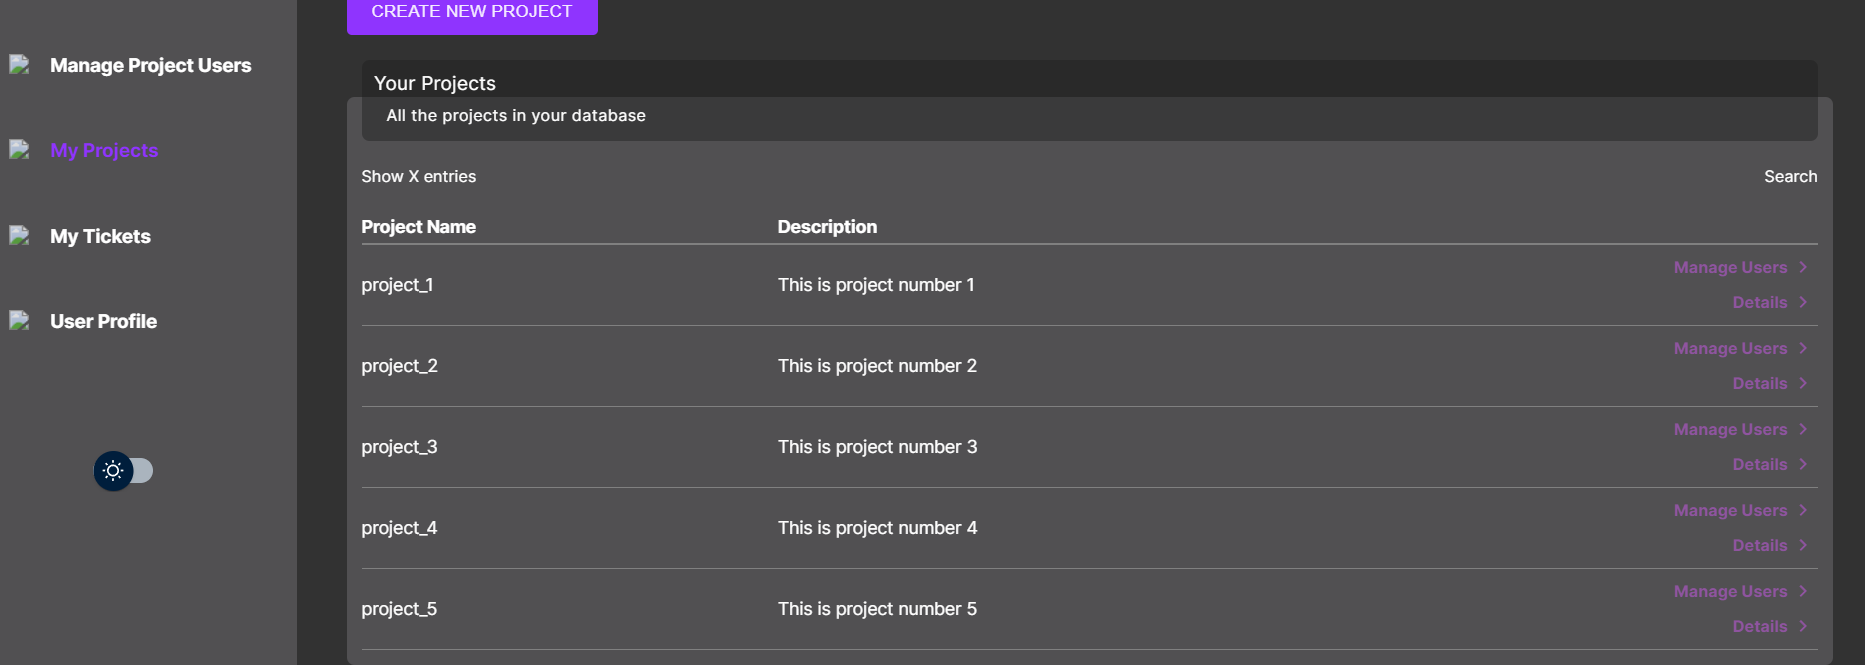 CREATE NEW PROJECT
Manage Project Users
My Projects
My Tickets
User Profile
Your Projects
All the projects in your database
Show X entries
Search
Project Name Description
project_1 This is project number 1
Manage Users
Details
project_2 This is project number 2
Manage Users
Details
project_3 This is project number 3
Manage Users
Details
project_4 This is project number 4
Manage Users
Details
project_5 This is project number 5
Manage Users
Details